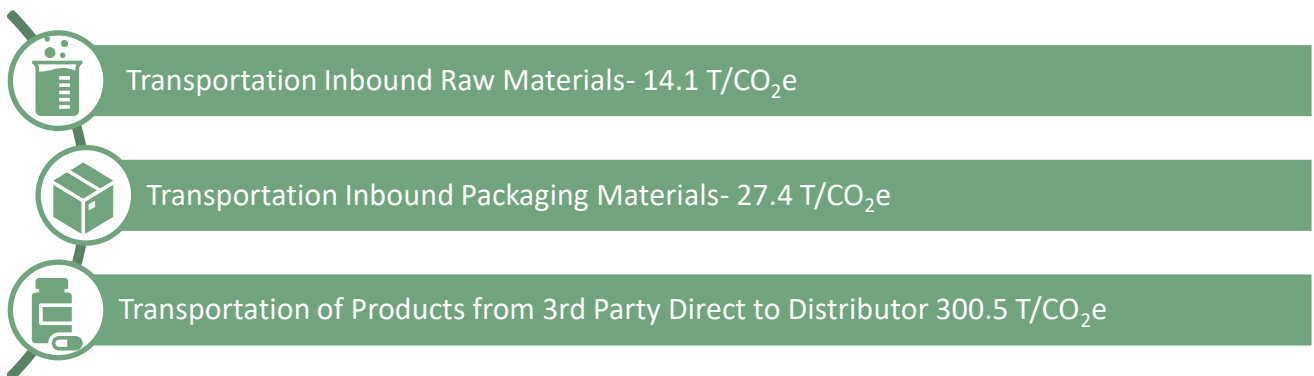 Transportation Inbound Raw Materials- 14.1 T/CO₂e
Transportation Inbound Packaging Materials- 27.4 T/CO₂e
Transportation of Products from 3rd Party Direct to Distributor 300.5 T/CO₂e